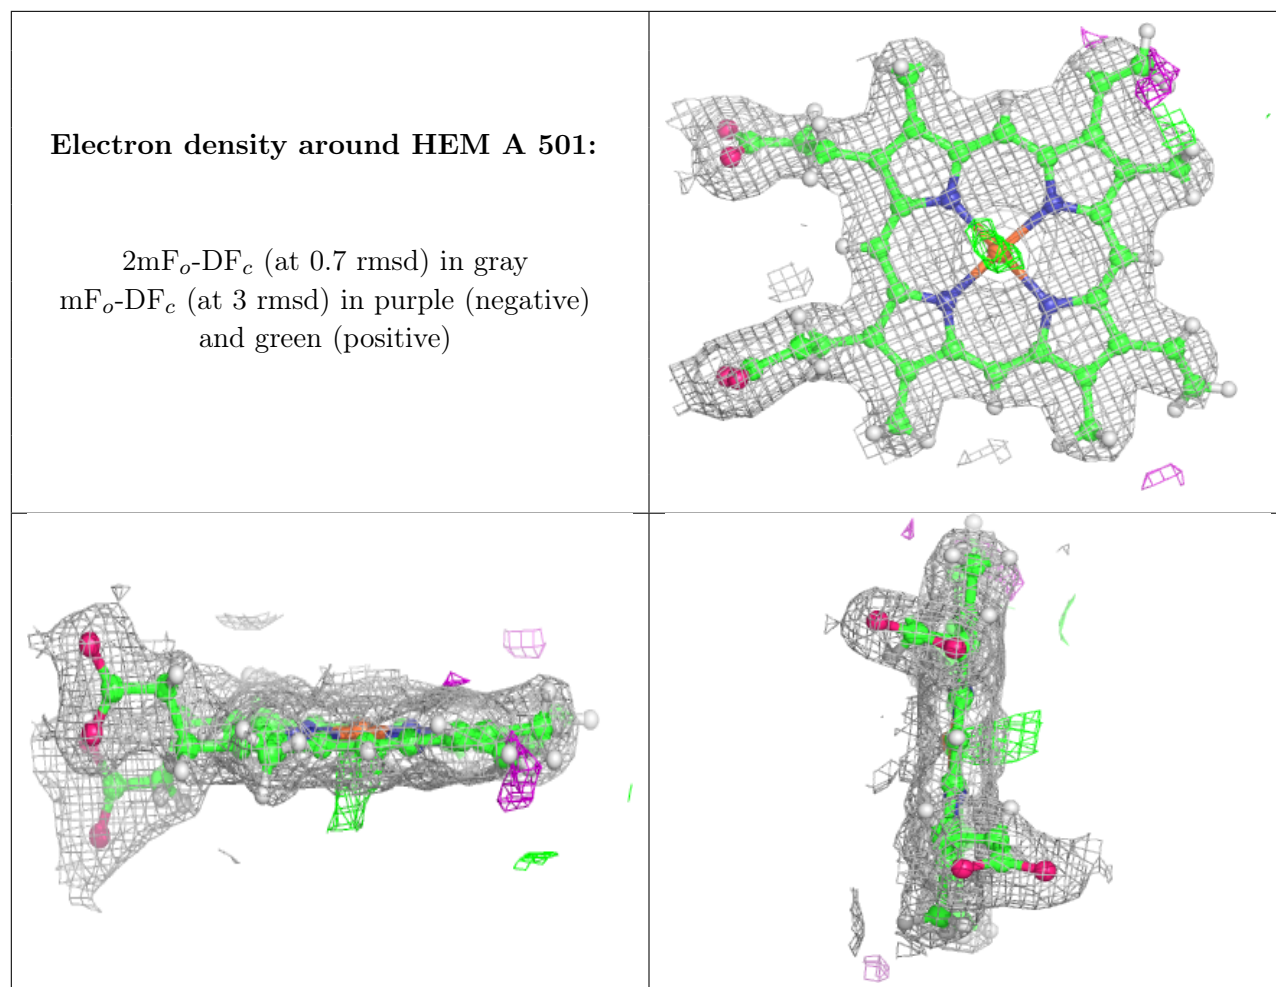 Electron density around HEM A 501:
2mFo-DFc (at 0.7 rmsd) in gray
mFo-DFc (at 3 rmsd) in purple (negative)
and green (positive)